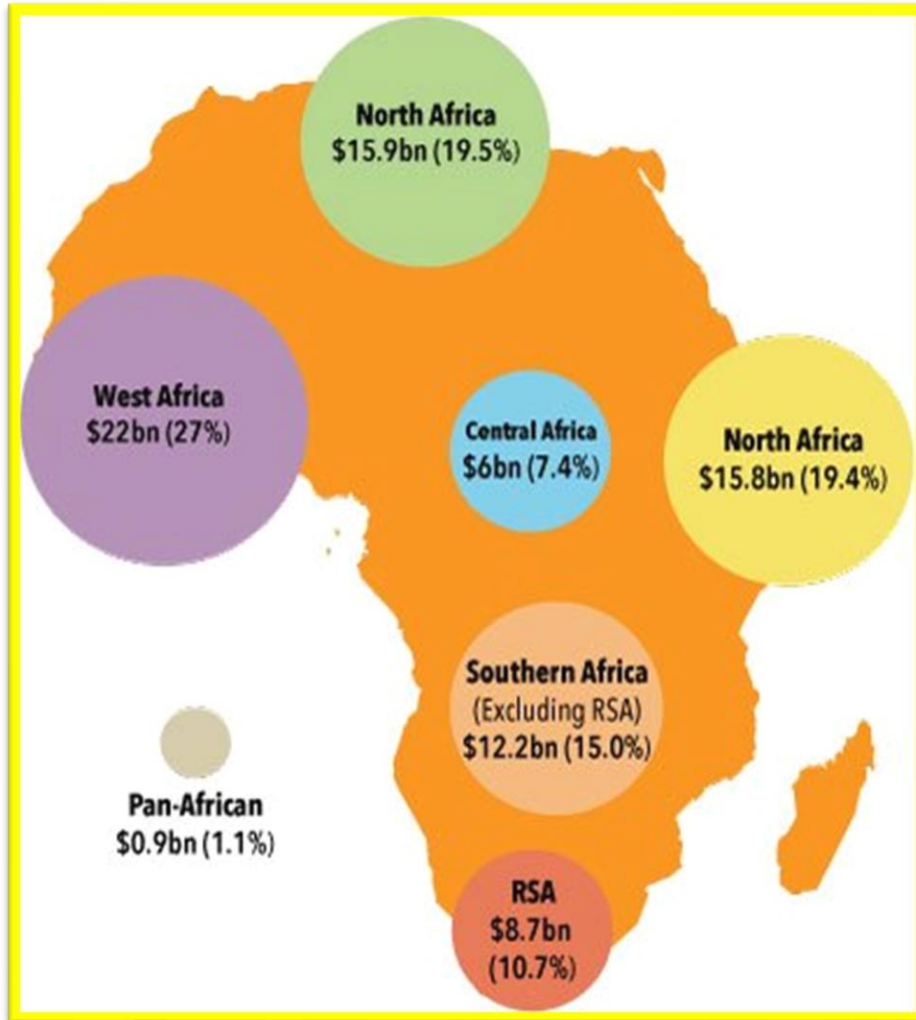 North Africa
$15.9bn (19.5%)
West Africa
$22bn (27%)
Central Africa
$6bn (7.4%)
North Africa
$15.8bn (19.4%)
Southern Africa
(Excluding RSA)
$12.2bn (15.0%)
Pan-African
$0.9bn (1.1%)
RSA
$8.7bn
(10.7%)